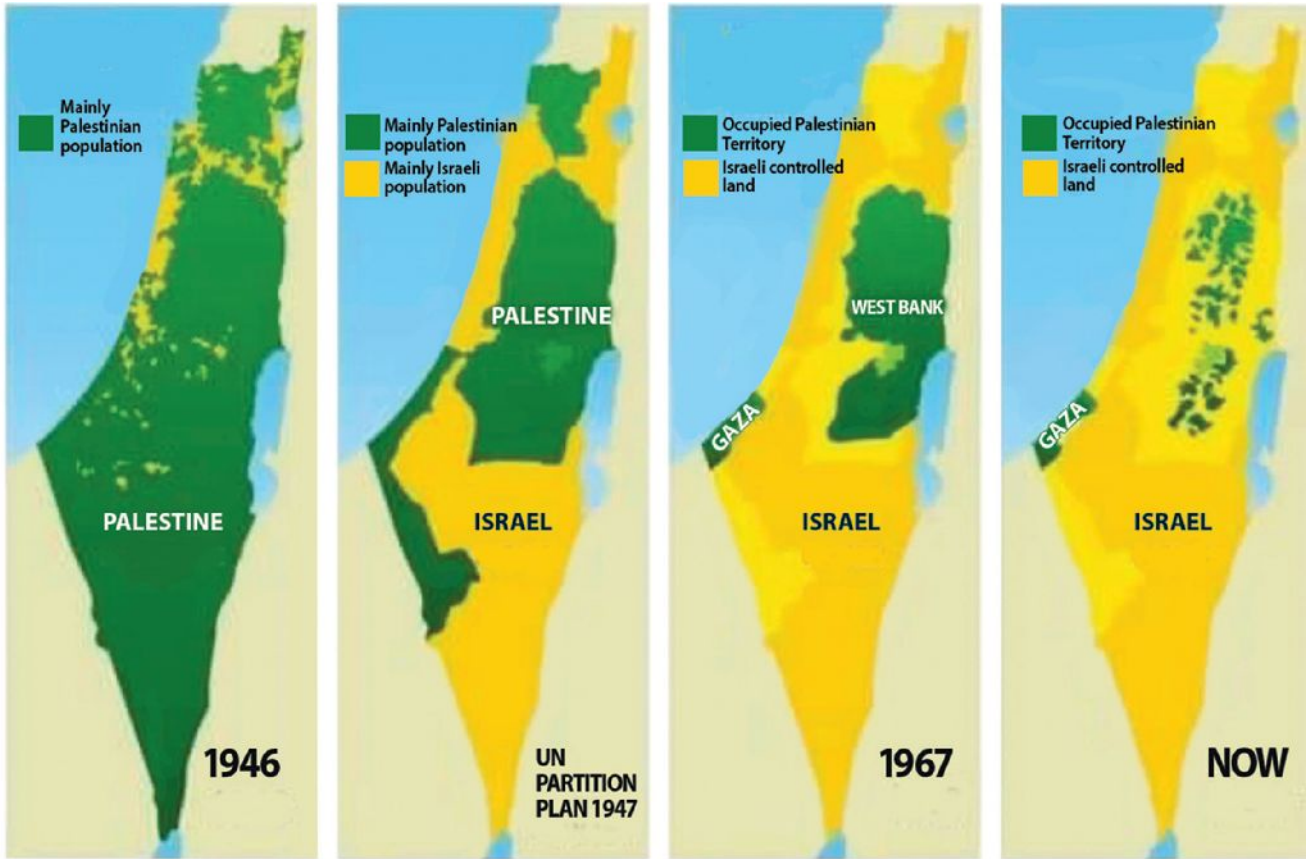 Mainly
Palestinian
population
PALESTINE
1946
Mainly Palestinian
population
Mainly Israeli
population
PALESTINE
ISRAEL
UN
PARTITION
PLAN 1947
Occupied Palestinian
Territory
Israeli controlled
land
WEST BANK
GAZA
ISRAEL
1967
Occupied Palestinian
Territory
Israeli controlled
land
GAZA
ISRAEL
NOW